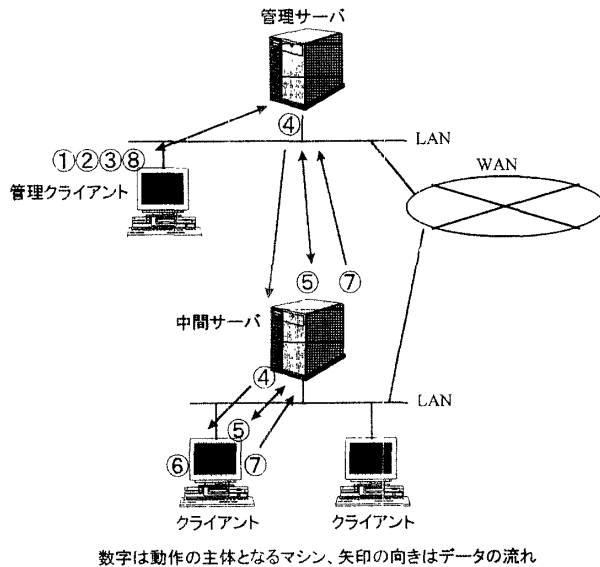 管理サーバ
④
LAN
①②③⑧
WAN
管理クライアント
⑤ ⑦
中間サーバ
④
LAN
⑤
⑥ ⑦
クライアント クライアント
数字は動作の主体となるマシン、矢印の向きはデータの流れ